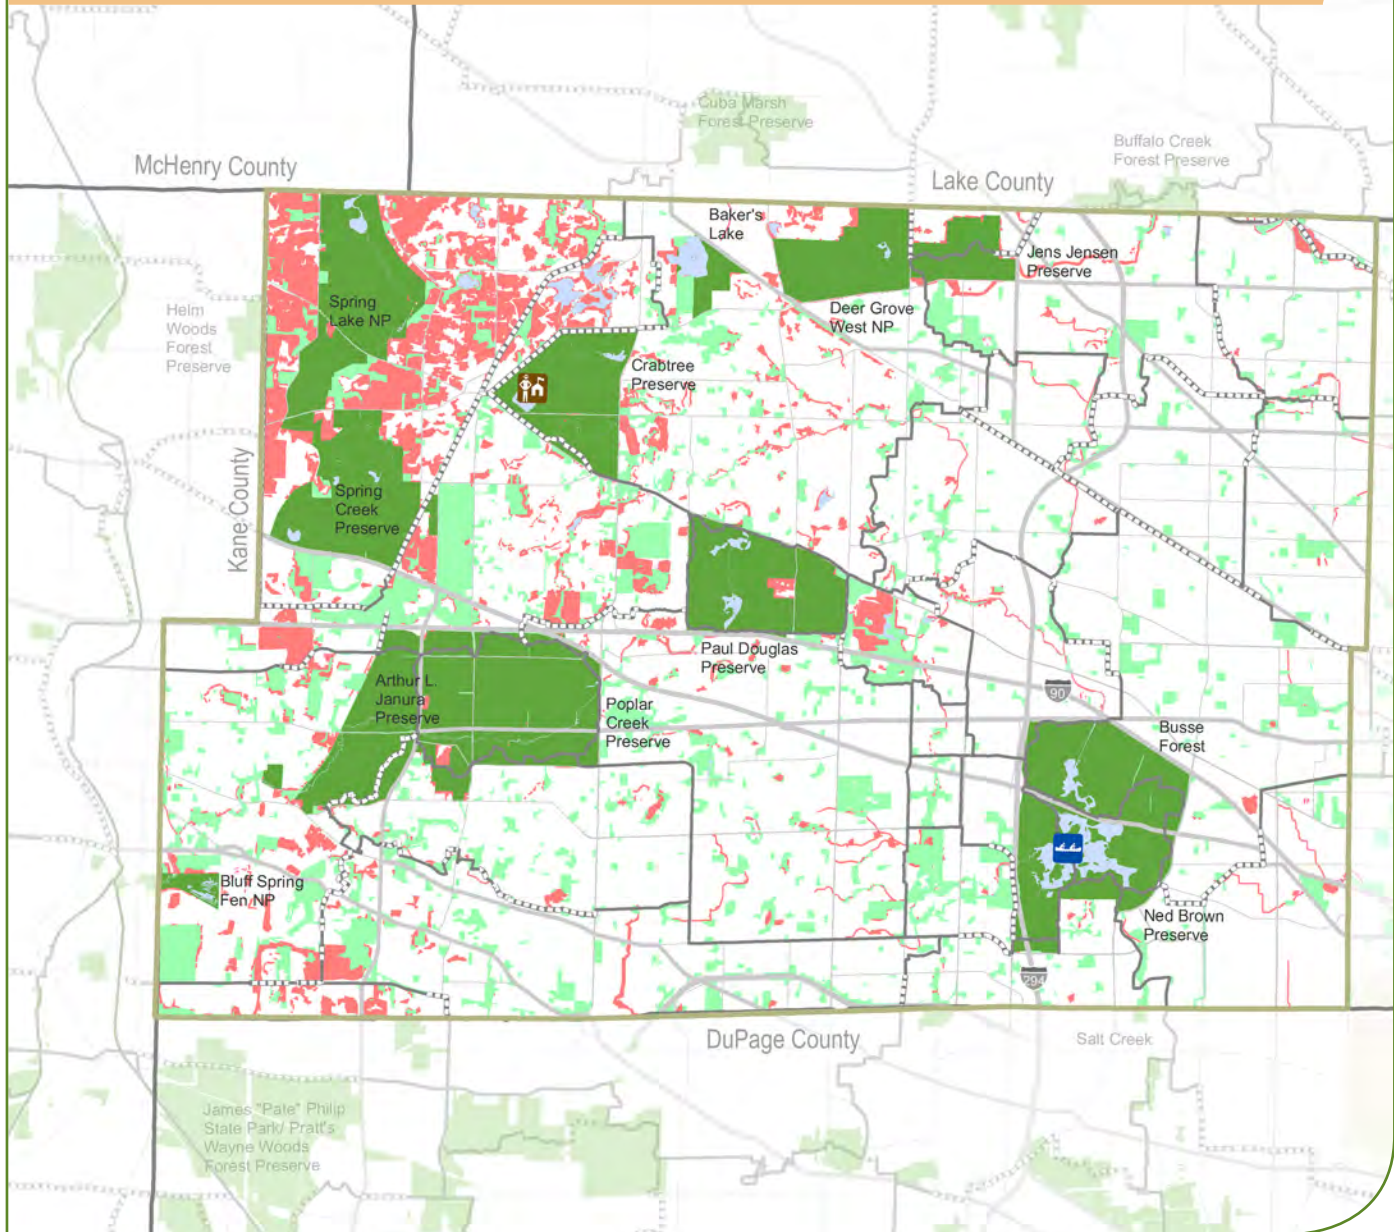 Cuba Marsh
Forest Preserve
Buffalo Creek
Forest Preserve
McHenry County
Lake County
Baker's
Lake
Jens Jensen
Preserve
Spring
Lake NP
Helm
Woods
Forest
Preserve
Deer Grove
West NP
Crabtree
Preserve
Kane County
Spring
Creek
Preserve
Paul Douglas
Preserve
Arthur L.
Janura
Preserve
90
Poplar
Creek
Preserve
Busse
Forest
Bluff Spring
Fen NP
Ned Brown
Preserve
294
DuPage County
Salt Creek
James "Pate" Philip
State Park/ Pratt's
Wayne Woods
Forest Preserve